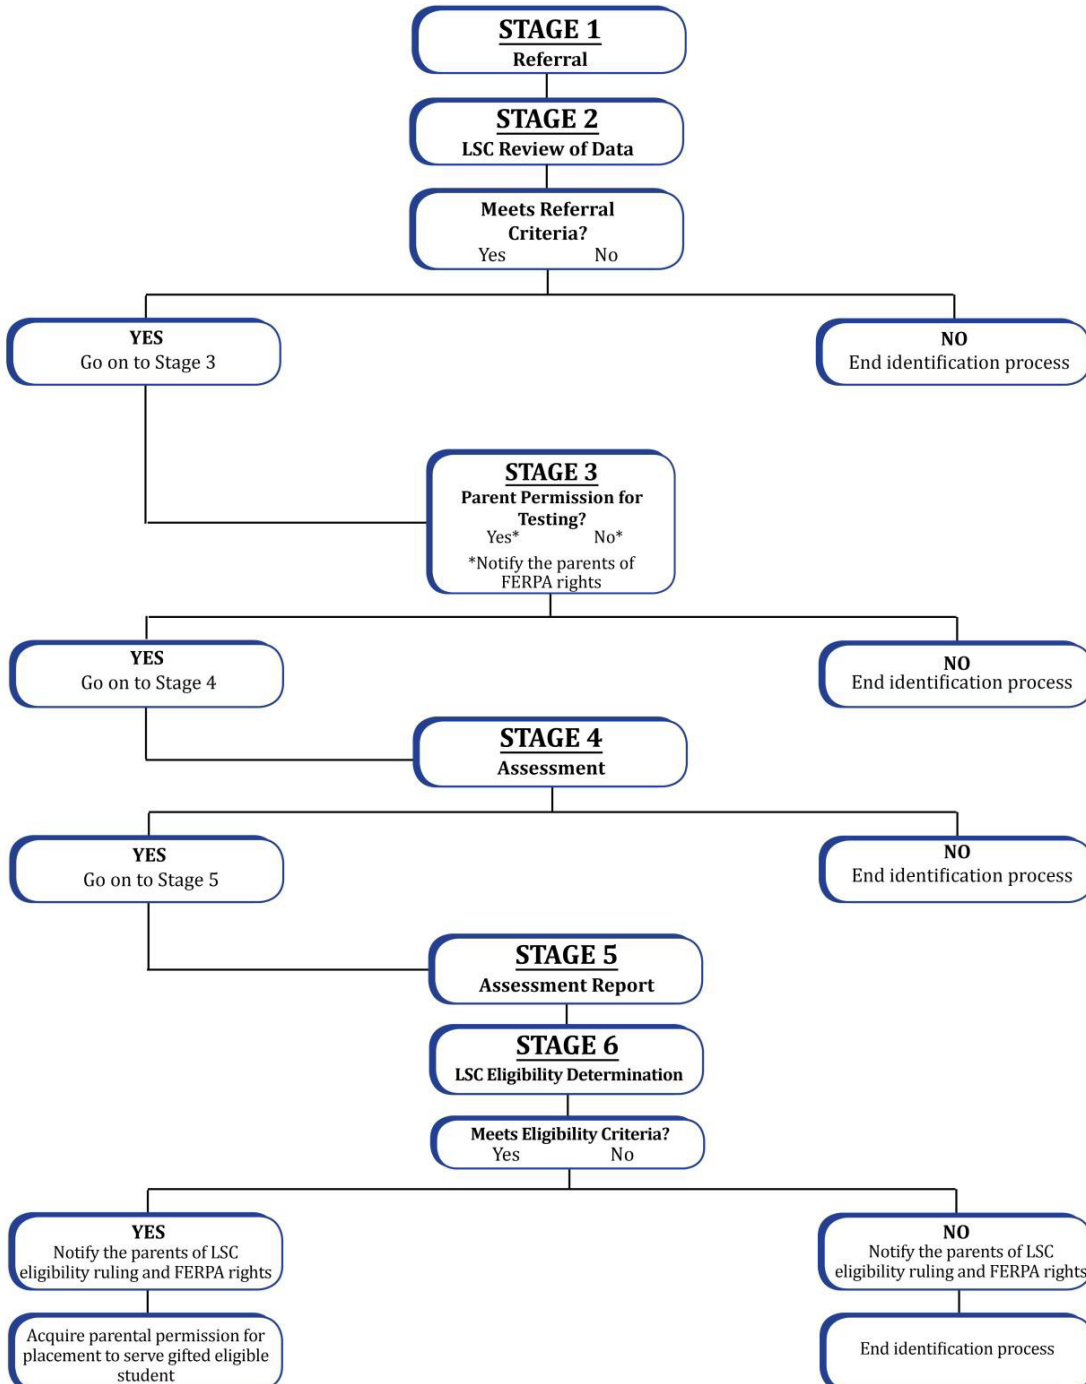 STAGE 1
Referral
STAGE 2
LSC Review of Data
Meets Referral
Criteria?
Yes No
YES
Go on to Stage 3
NO
End identification process
STAGE 3
Parent Permission for
Testing?
Yes* No*
*Notify the parents of
FERPA rights
YES
Go on to Stage 4
NO
End identification process
STAGE 4
Assessment
YES
Go on to Stage 5
NO
End identification process
STAGE 5
Assessment Report
STAGE 6
LSC Eligibility Determination
Meets Eligibility Criteria?
Yes No
YES
Notify the parents of LSC
eligibility ruling and FERPA rights
NO
Notify the parents of LSC
eligibility ruling and FERPA rights
Acquire parental permission for
placement to serve gifted eligible
student
End identification process